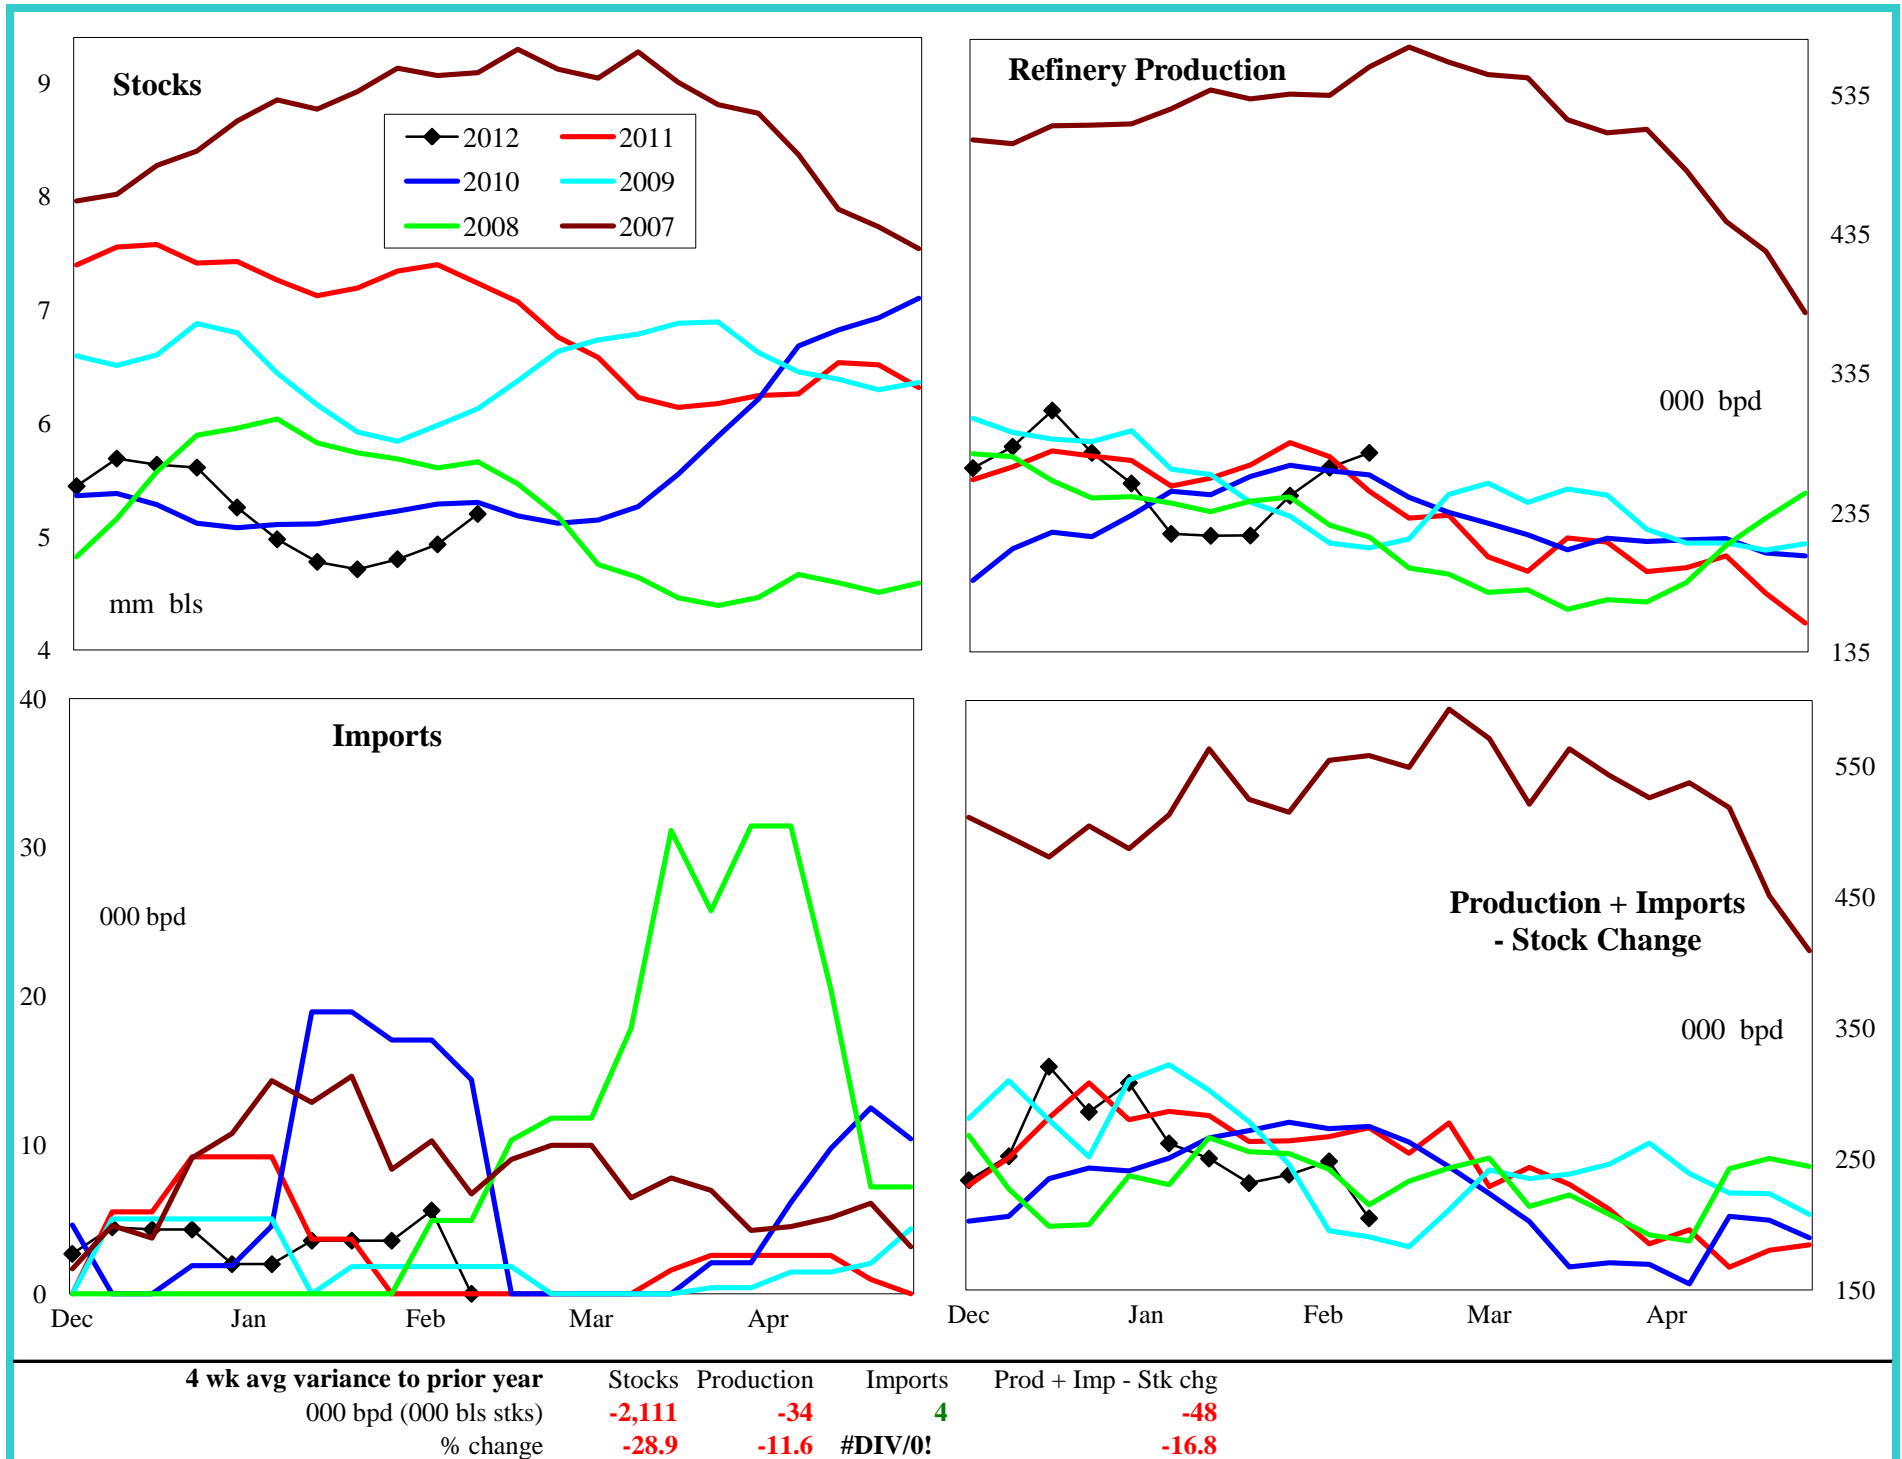 Stocks
9
8
7
6
5
4
2012
2011
2010
2009
2008
2007
mm bls
Refinery Production
535
435
335
235
135
000 bpd
Imports
40
30
20
10
0
000 bpd
Dec Jan Feb Mar Apr
Production + Imports
- Stock Change
550
450
350
250
150
000 bpd
Dec Jan Feb Mar Apr
4 wk avg variance to prior year Stocks Production Imports Prod + Imp - Stk chg
000 bpd (000 bls stks) -2,111 -34 4 -48
% change -28.9 -11.6 #DIV/0! -16.8